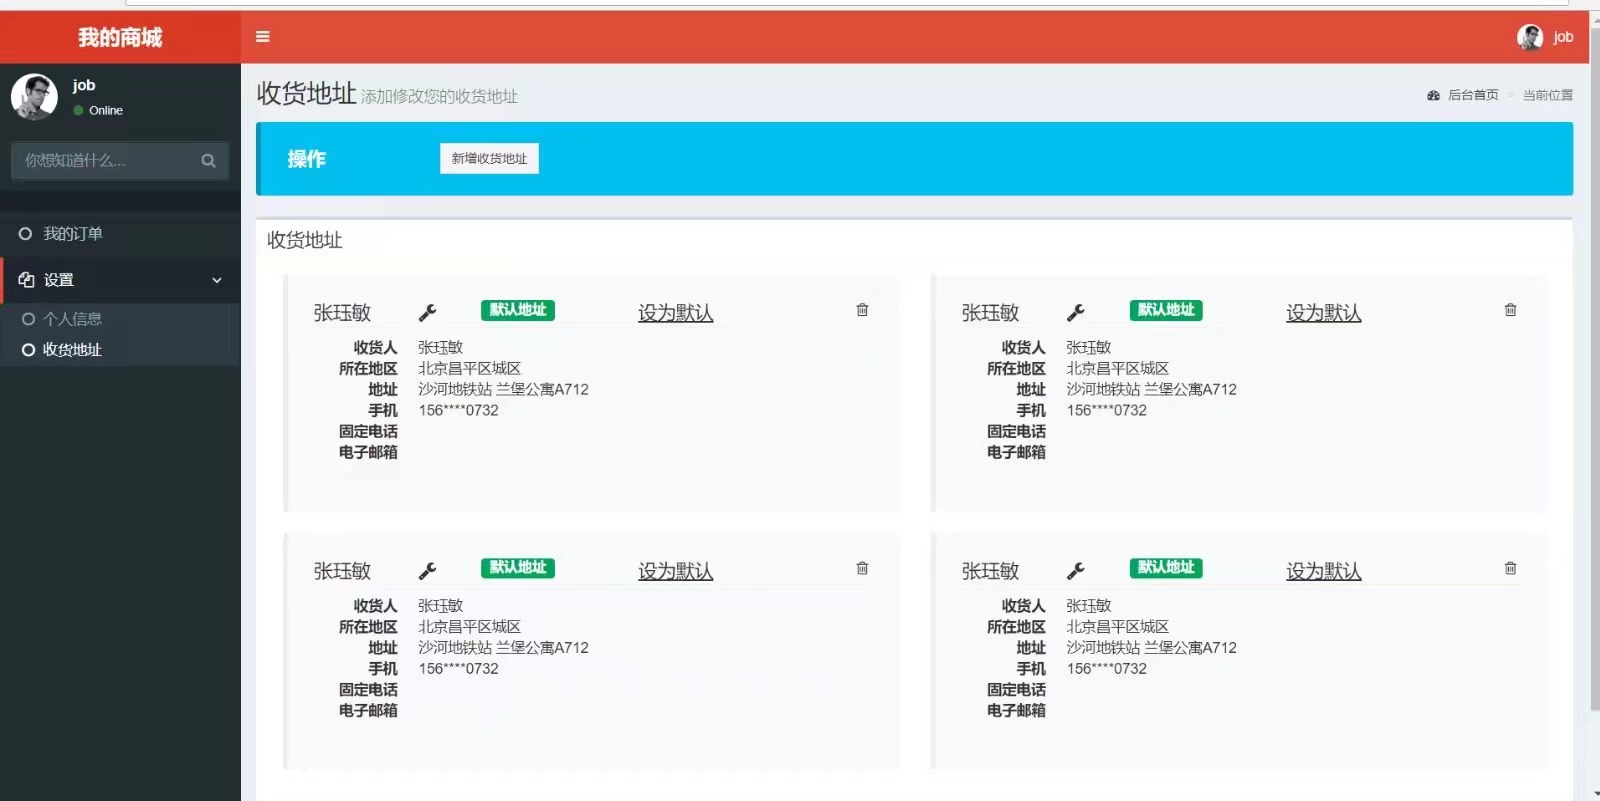 我的商城
job
job
Online
你想知道什么...
我的订单
设置
个人信息
收货地址
收货地址 添加修改您的收货地址
后台首页 > 当前位置
操作
新增收货地址
收货地址
张珏敏 默认地址 设为默认
收货人 张珏敏
所在地区 北京昌平区城区
地址 沙河地铁站 兰堡公寓A712
手机 156****0732
固定电话
电子邮箱
张珏敏 默认地址 设为默认
收货人 张珏敏
所在地区 北京昌平区城区
地址 沙河地铁站 兰堡公寓A712
手机 156****0732
固定电话
电子邮箱
张珏敏 默认地址 设为默认
收货人 张珏敏
所在地区 北京昌平区城区
地址 沙河地铁站 兰堡公寓A712
手机 156****0732
固定电话
电子邮箱
张珏敏 默认地址 设为默认
收货人 张珏敏
所在地区 北京昌平区城区
地址 沙河地铁站 兰堡公寓A712
手机 156****0732
固定电话
电子邮箱